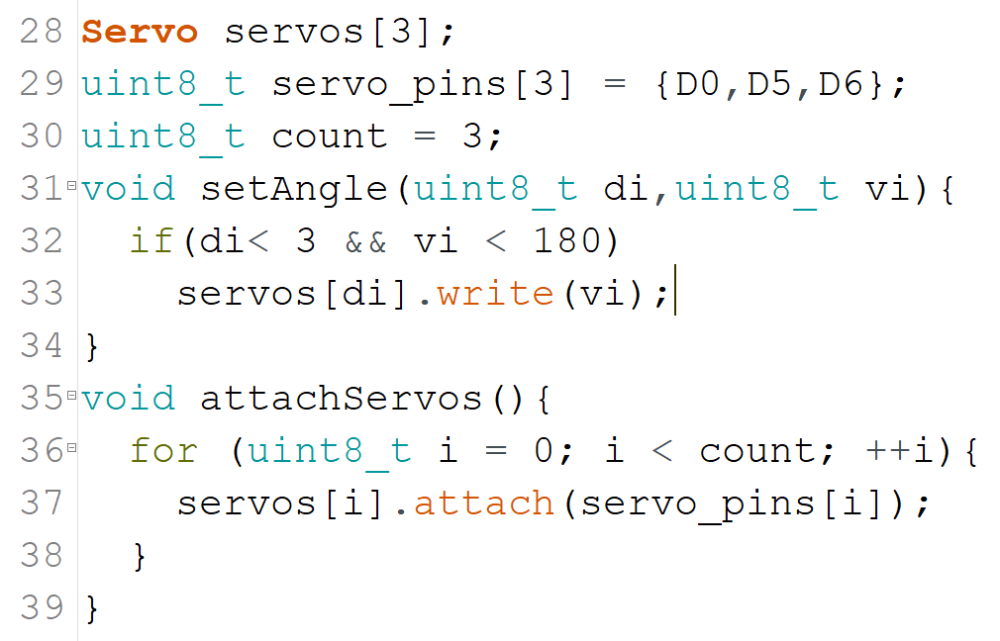 28 Servo servos[3];
29 uint8_t servo_pins[3] = {D0,D5,D6};
30 uint8_t count = 3;
31 void setAngle(uint8_t di,uint8_t vi){
32   if(di< 3 && vi < 180)
33     servos[di].write(vi);
34 }
35 void attachServos(){
36   for (uint8_t i = 0; i < count; ++i){
37     servos[i].attach(servo_pins[i]);
38   }
39 }